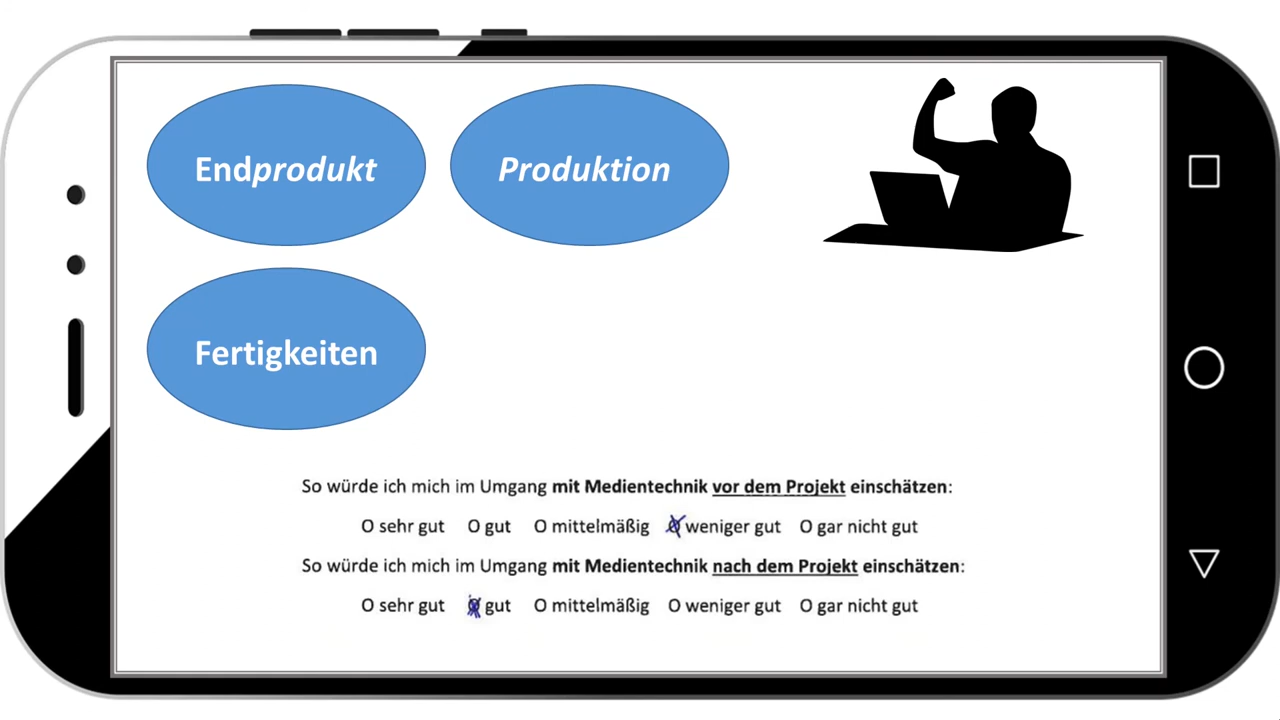 Endprodukt
Produktion
Fertigkeiten
So würde ich mich im Umgang mit Medientechnik vor dem Projekt einschätzen:
O sehr gut O gut O mittelmäßig O weniger gut O gar nicht gut
So würde ich mich im Umgang mit Medientechnik nach dem Projekt einschätzen:
O sehr gut O gut O mittelmäßig O weniger gut O gar nicht gut